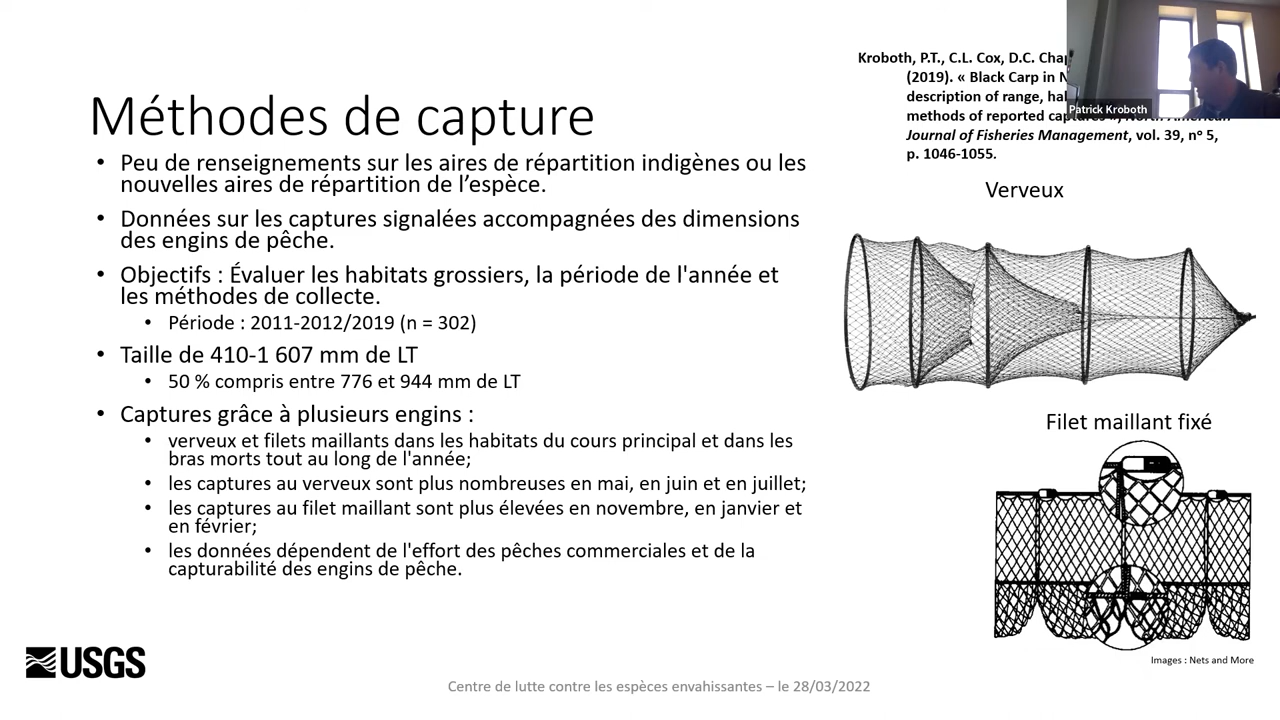 Méthodes de capture
• Peu de renseignements sur les aires de répartition indigènes ou les
nouvelles aires de répartition de l’espèce.
• Données sur les captures signalées accompagnées des dimensions
des engins de pêche.
• Objectifs : Évaluer les habitats grossiers, la période de l'année et
les méthodes de collecte.
• Période : 2011-2012/2019 (n = 302)
• Taille de 410-1 607 mm de LT
• 50 % compris entre 776 et 944 mm de LT
• Captures grâce à plusieurs engins :
• verveux et filets maillants dans les habitats du cours principal et dans les
bras morts tout au long de l'année;
• les captures au verveux sont plus nombreuses en mai, en juin et en juillet;
• les captures au filet maillant sont plus élevées en novembre, en janvier et
en février;
• les données dépendent de l'effort des pêches commerciales et de la
capturabilité des engins de pêche.
Kroboth, P.T., C.L. Cox, D.C.
(2019). « Black Carp in
description of range,
methods of reported
Journal of Fisheries Management, vol. 39, nº 5,
p. 1046-1055.
Patrick Kroboth
Verveux
Filet maillant fixé
Images : Nets and More
USGS
Centre de lutte contre les espèces envahissantes – le 28/03/2022